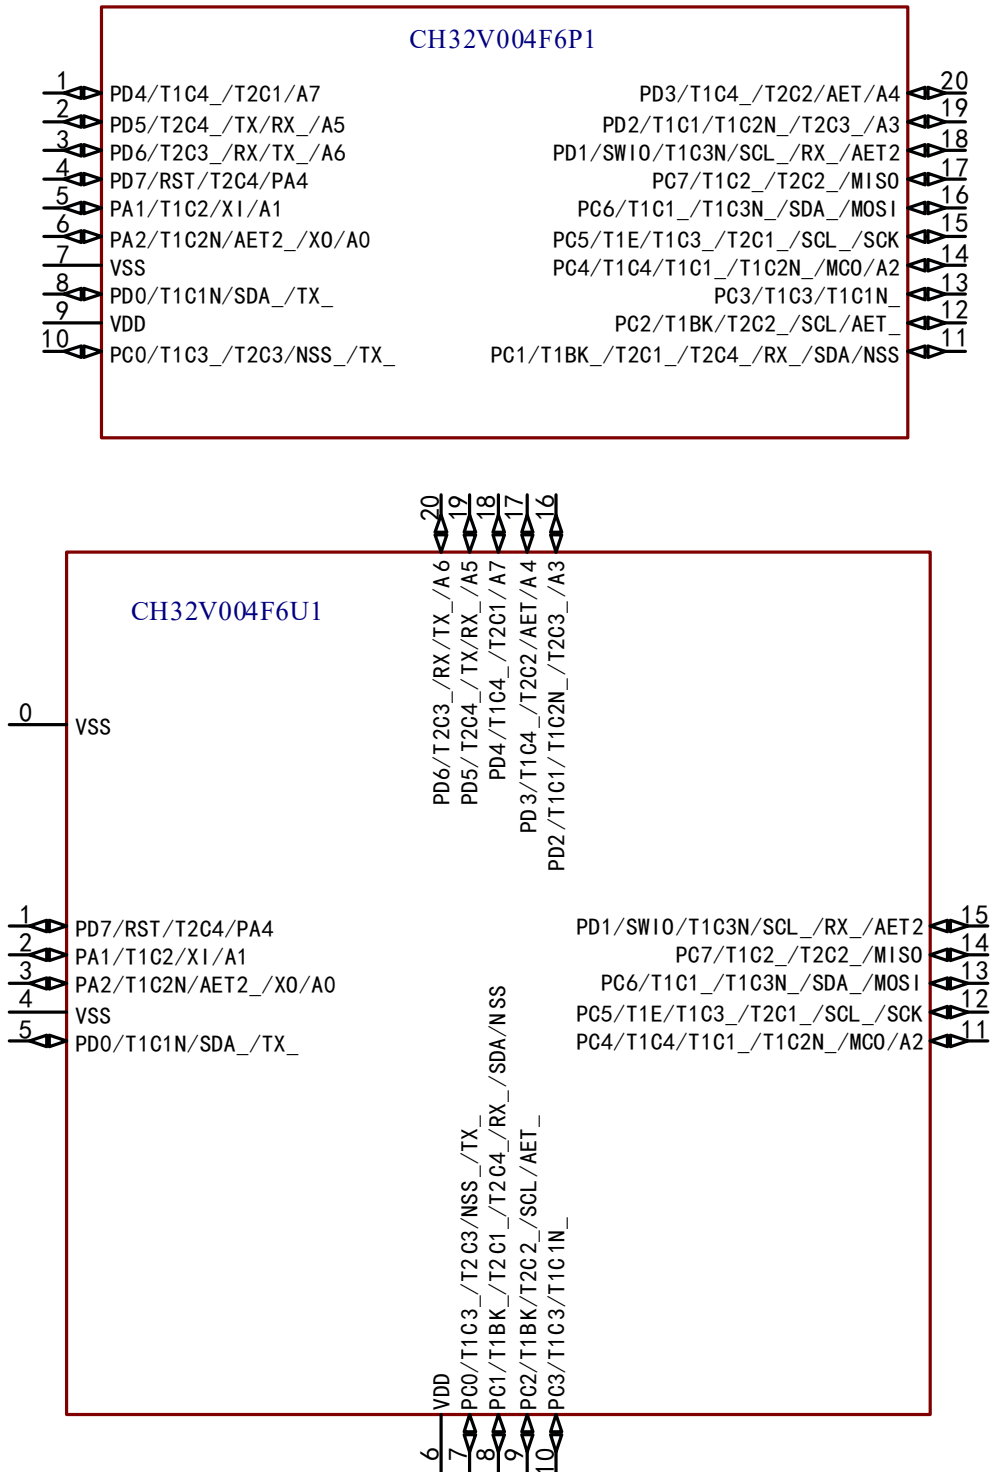 CH32V004F6P1
1 PD4/T1C4_/T2C1/A7
2 PD5/T2C4_/TX/RX_/A5
3 PD6/T2C3_/RX/TX_/A6
4 PD7/RST/T2C4/PA4
5 PA1/T1C2/XI/A1
6 PA2/T1C2N/AET2_/XO/A0
7 VSS
8 PD0/T1C1N/SDA_/TX_
9 VDD
10 PC0/T1C3_/T2C3/NSS_/TX_
PD3/T1C4_/T2C2/AET/A4 20
PD2/T1C1/T1C2N_/T2C3_/A3 19
PD1/SWIO/T1C3N/SCL_/RX_/AET2 18
PC7/T1C2_/T2C2_/MISO 17
PC6/T1C1_/T1C3N_/SDA_/MOSI 16
PC5/T1E/T1C3_/T2C1_/SCL_/SCK 15
PC4/T1C4/T1C1_/T1C2N_/MCO/A2 14
PC3/T1C3/T1C1N_ 13
PC2/T1BK/T2C2_/SCL/AET_ 12
PC1/T1BK_/T2C1_/T2C4_/RX_/SDA/NSS 11
CH32V004F6U1
20 PD6/T2C3_/RX/TX_/A6
19 PD5/T2C4_/TX/RX_/A5
18 PD4/T1C4_/T2C1/A7
17 PD3/T1C4_/T2C2/AET/A4
16 PD2/T1C1/T1C2N_/T2C3_/A3
0 VSS
1 PD7/RST/T2C4/PA4
2 PA1/T1C2/XI/A1
3 PA2/T1C2N/AET2_/XO/A0
4 VSS
5 PD0/T1C1N/SDA_/TX_
PD1/SWIO/T1C3N/SCL_/RX_/AET2 15
PC7/T1C2_/T2C2_/MISO 14
PC6/T1C1_/T1C3N_/SDA_/MOSI 13
PC5/T1E/T1C3_/T2C1_/SCL_/SCK 12
PC4/T1C4/T1C1_/T1C2N_/MCO/A2 11
6 VDD
7 PC0/T1C3_/T2C3/NSS_/TX_
8 PC1/T1BK_/T2C1_/T2C4_/RX_/SDA/NSS
9 PC2/T1BK/T2C2_/SCL/AET_
10 PC3/T1C3/T1C1N_